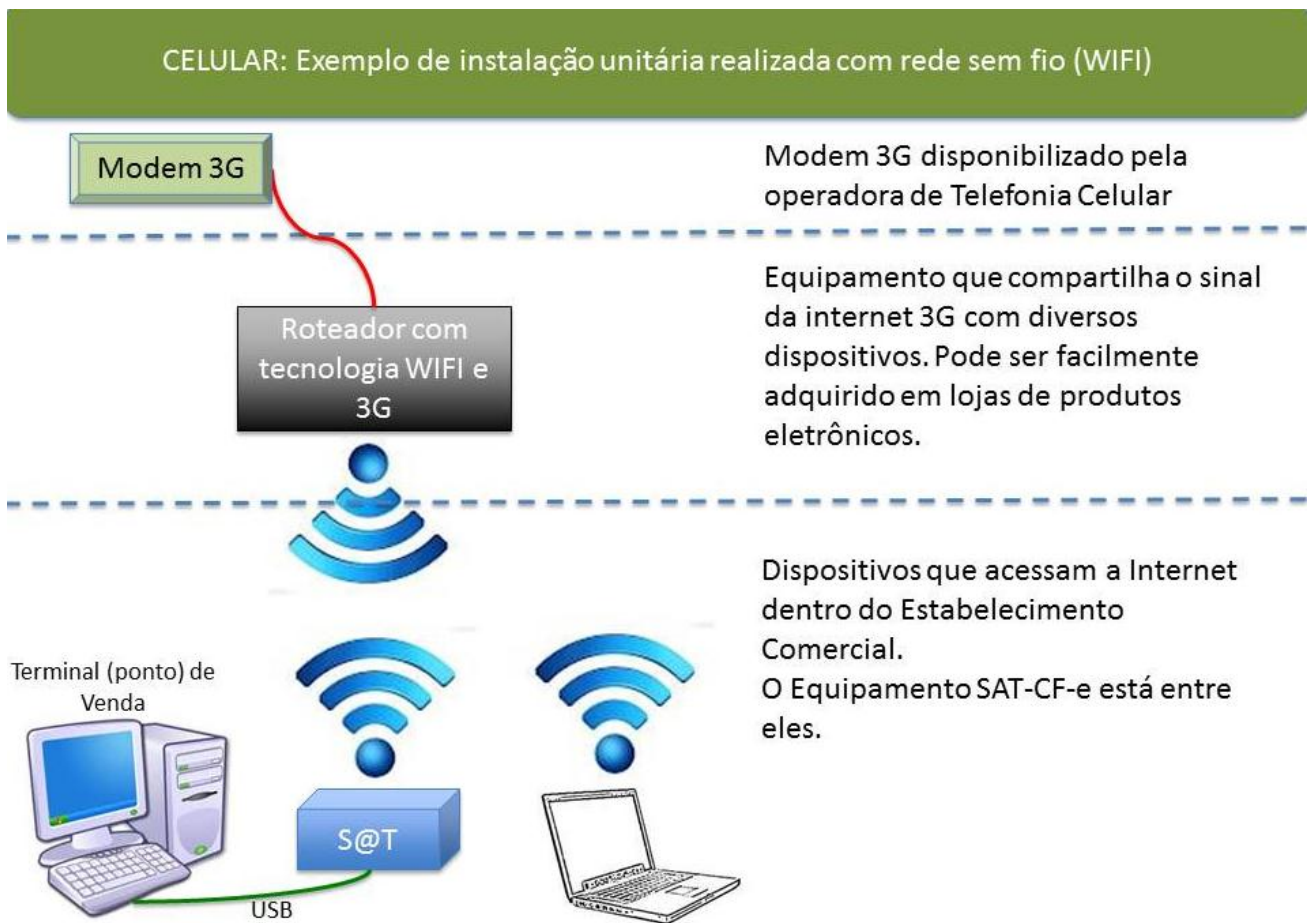 CELULAR: Exemplo de instalação unitária realizada com rede sem fio (WIFI)
Modem 3G
Modem 3G disponibilizado pela
operadora de Telefonia Celular
Roteador com
tecnologia WIFI e
3G
Equipamento que compartilha o sinal
da internet 3G com diversos
dispositivos. Pode ser facilmente
adquirido em lojas de produtos
eletrônicos.
Dispositivos que acessam a Internet
dentro do Estabelecimento
Comercial.
O Equipamento SAT-CF-e está entre
eles.
Terminal (ponto) de
Venda
S@T
USB